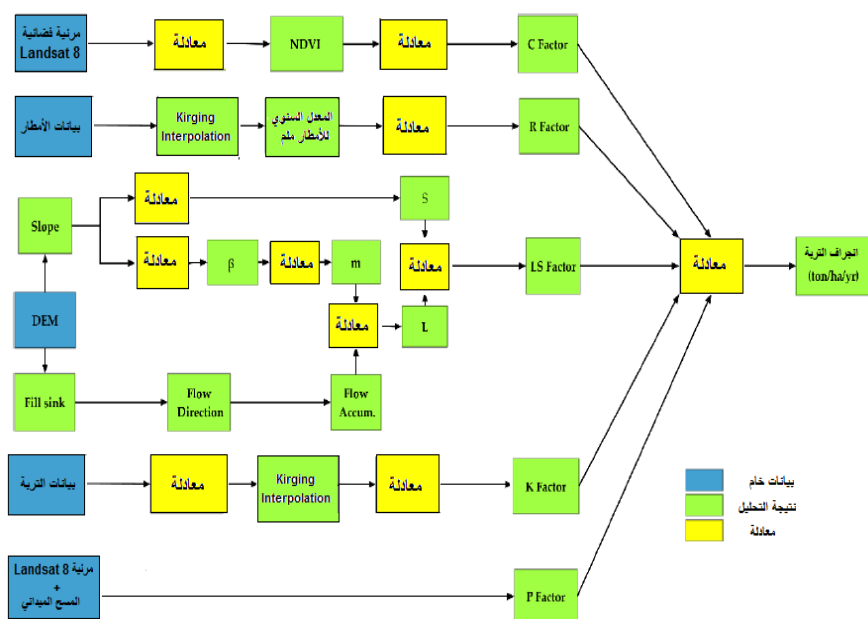 مرئية فضائية
Landsat 8
معادلة
NDVI
معادلة
C Factor
بيانات الأمطار
Kirging
Interpolation
المعدل السنوي
للأمطار ملم
معادلة
R Factor
معادلة
S
Slope
معادلة
β
معادلة
m
معادلة
LS Factor
معادلة
انجراف التربة
(ton/ha/yr)
DEM
معادلة
L
Fill sink
Flow
Direction
Flow
Accum.
بيانات التربة
معادلة
Kirging
Interpolation
معادلة
K Factor
بيانات خام
نتيجة التحليل
معادلة
مرئية Landsat 8
+
المسح الميداني
P Factor